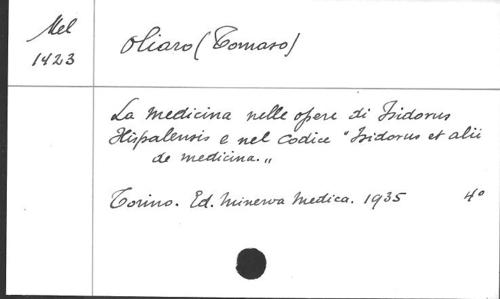 Mel
1423
Oliaro (Tomaso)
La medicina nelle opere di Isidorus
Hispalensis e nel codice "Isidorus et alii
de medicina."
Torino. Ed. Minerva Medica. 1935 4°